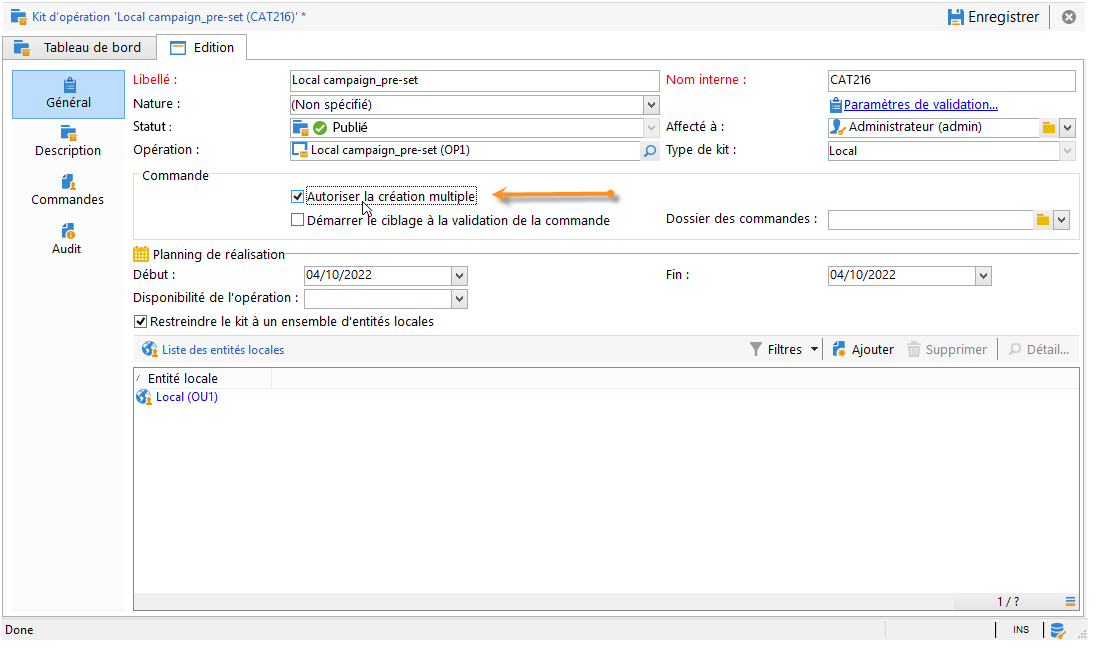 Kit d'opération 'Local campaign_pre-set (CAT216)' * Enregistrer
Tableau de bord Edition
Général
Description
Commandes
Audit
Libellé : Local campaign_pre-set Nom interne : CAT216
Nature : (Non spécifié) Paramètres de validation...
Statut : Publié Affecté à : Administrateur (admin)
Opération : Local campaign_pre-set (OP1) Type de kit : Local
Commande
Autoriser la création multiple
Démarrer le ciblage à la validation de la commande Dossier des commandes :
Planning de réalisation
Début : 04/10/2022 Fin : 04/10/2022
Disponibilité de l'opération :
Restreindre le kit à un ensemble d'entités locales
Liste des entités locales Filtres Ajouter Supprimer Détail...
Entité locale
Local (OU1)
1 / ?
Done INS